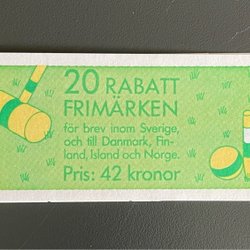 20 RABATT
FRIMÄRKEN
för brev inom Sverige,
och till Danmark, Fin-
land, Island och Norge.
Pris: 42 kronor